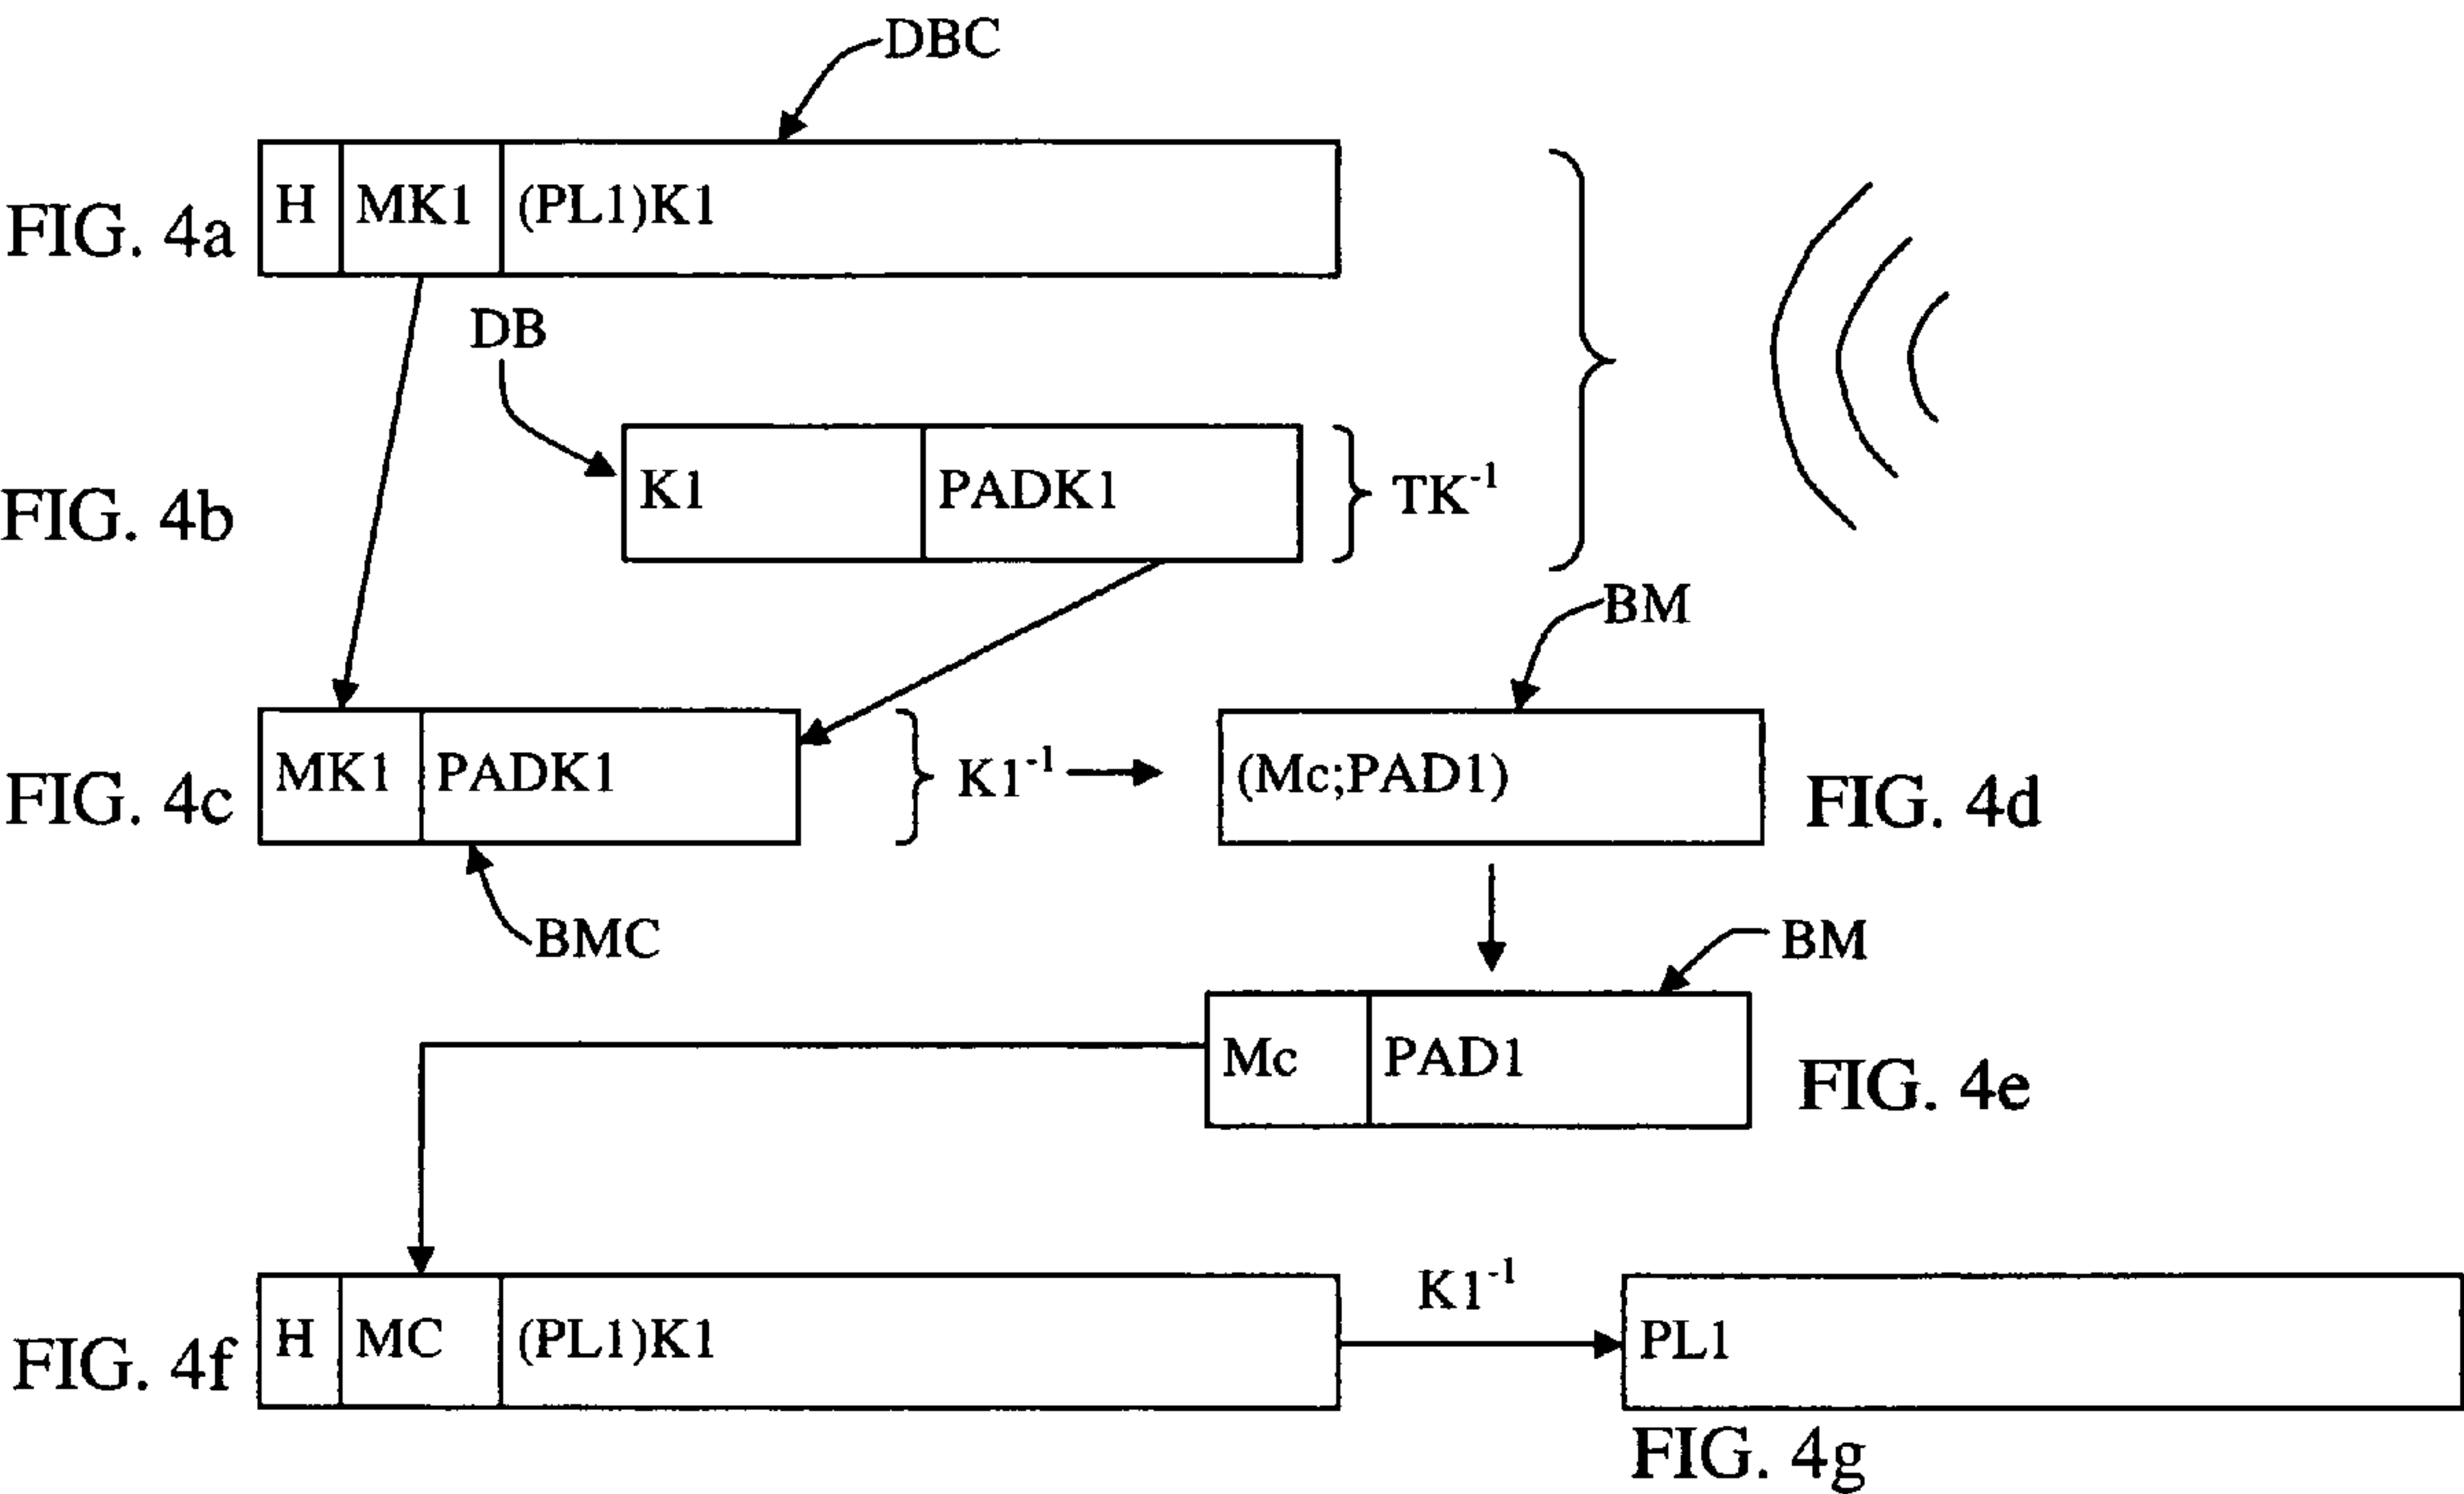 DBC
FIG. 4a H MK1 (PL1)K1
DB
FIG. 4b K1 PADK1 TK⁻¹
BM
FIG. 4c MK1 PADK1 K1⁻¹ (Mc;PAD1) FIG. 4d
BMC
BM
Mc PAD1 FIG. 4e
K1⁻¹
FIG. 4f H MC (PL1)K1 PL1
FIG. 4g